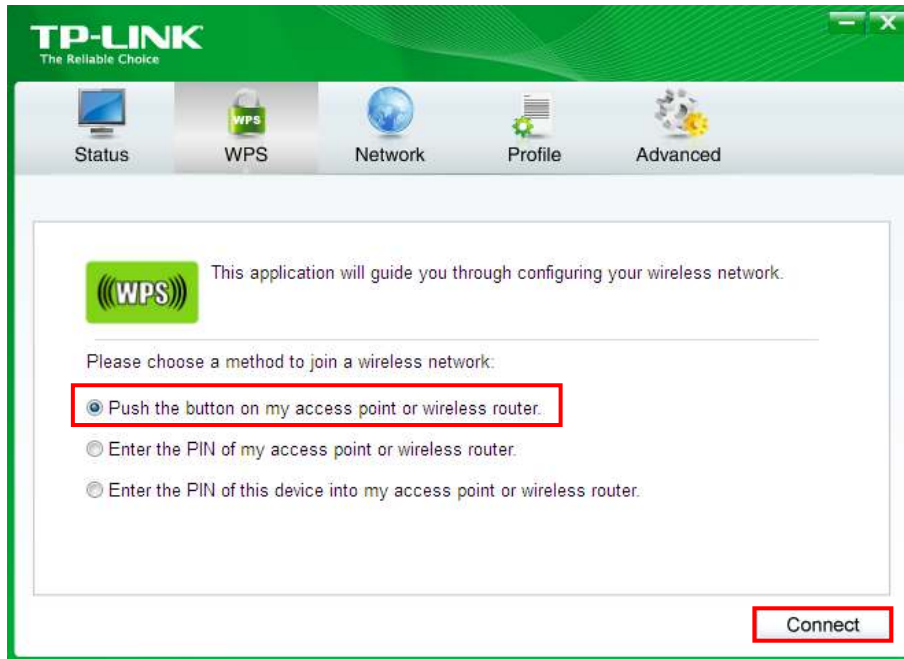 TP-LINK
The Reliable Choice
Status WPS Network Profile Advanced
WPS
(((WPS)))
This application will guide you through configuring your wireless network.
Please choose a method to join a wireless network:
Push the button on my access point or wireless router.
Enter the PIN of my access point or wireless router.
Enter the PIN of this device into my access point or wireless router.
Connect